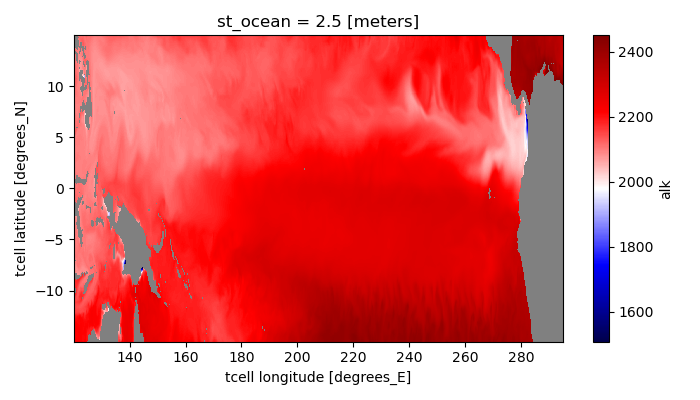 st_ocean = 2.5 [meters]
tcell latitude [degrees_N]
10
5
0
−5
−10
140 160 180 200 220 240 260 280
tcell longitude [degrees_E]
2400
2200
2000
1800
1600
alk